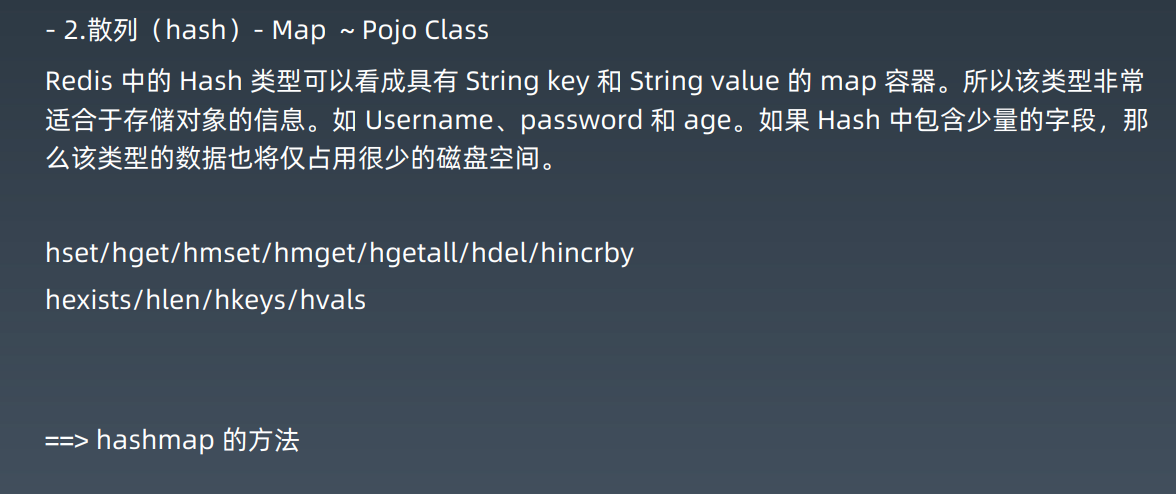 - 2.散列（hash）- Map ~ Pojo Class
Redis 中的 Hash 类型可以看成具有 String key 和 String value 的 map 容器。所以该类型非常
适合于存储对象的信息。如 Username、password 和 age。如果 Hash 中包含少量的字段，那
么该类型的数据也将仅占用很少的磁盘空间。
hset/hget/hmset/hmget/hgetall/hdel/hincrby
hexists/hlen/hkeys/hvals
==> hashmap 的方法